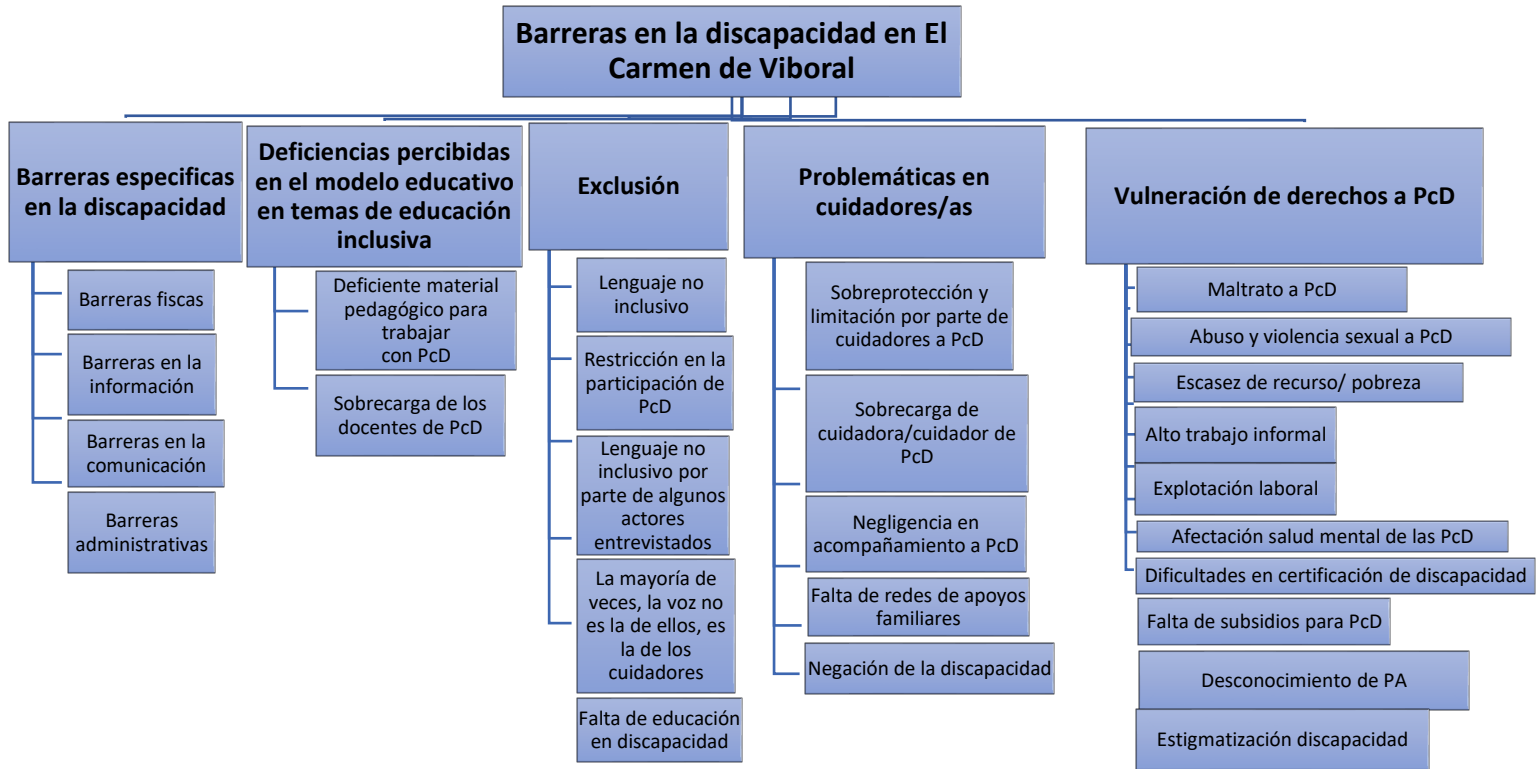 Barreras en la discapacidad en El
Carmen de Viboral
Barreras especificas
en la discapacidad
Barreras fiscas
Barreras en la
información
Barreras en la
comunicación
Barreras
administrativas
Deficiencias percibidas
en el modelo educativo
en temas de educación
inclusiva
Deficiente material
pedagógico para
trabajar
con PcD
Sobrecarga de los
docentes de PcD
Exclusión
Lenguaje no
inclusivo
Restricción en la
participación de
PcD
Lenguaje no
inclusivo por
parte de algunos
actores
entrevistados
La mayoría de
veces, la voz no
es la de ellos, es
la de los
cuidadores
Falta de educación
en discapacidad
Problemáticas en
cuidadores/as
Sobreprotección y
limitación por parte de
cuidadores a PcD
Sobrecarga de
cuidadora/cuidador de
PcD
Negligencia en
acompañamiento a PcD
Falta de redes de apoyos
familiares
Negación de la discapacidad
Vulneración de derechos a PcD
Maltrato a PcD
Abuso y violencia sexual a PcD
Escasez de recurso/ pobreza
Alto trabajo informal
Explotación laboral
Afectación salud mental de las PcD
Dificultades en certificación de discapacidad
Falta de subsidios para PcD
Desconocimiento de PA
Estigmatización discapacidad